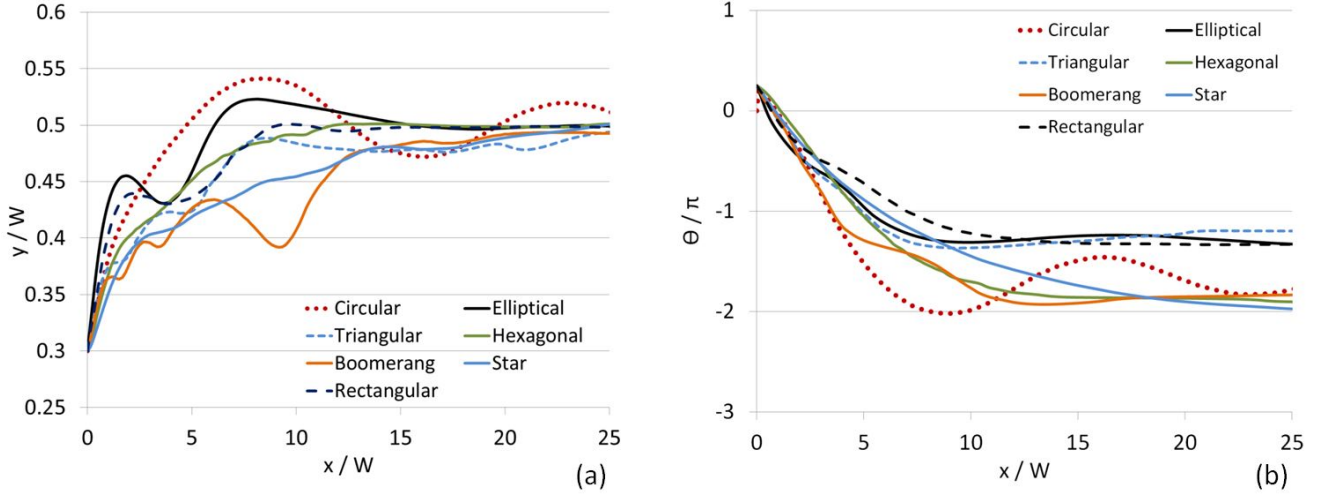 0.6
0.55
0.5
0.45
0.4
0.35
0.3
0.25
y / W
Circular
Elliptical
Triangular
Hexagonal
Boomerang
Star
Rectangular
0 5 10 15 20 25
x / W
(a)
1
0
-1
-2
-3
Θ / π
Circular
Elliptical
Triangular
Hexagonal
Boomerang
Star
Rectangular
0 5 10 15 20 25
x / W
(b)